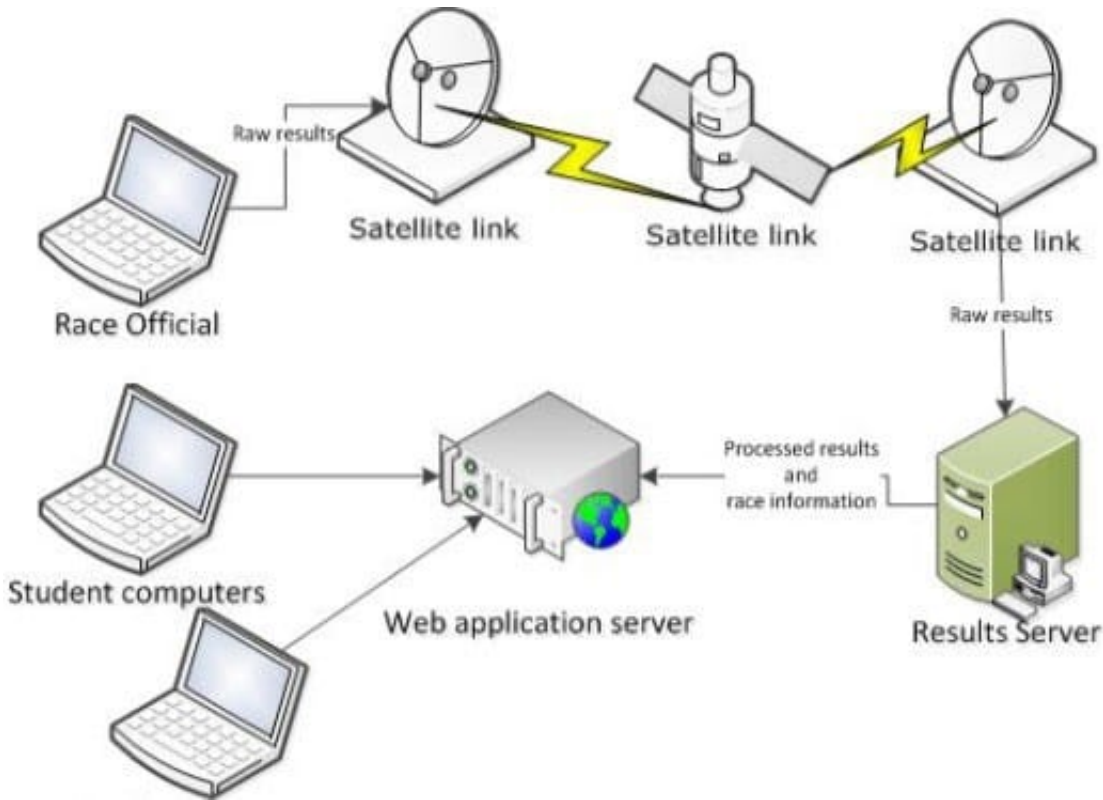 Raw results
Satellite link
Satellite link
Satellite link
Race Official
Raw results
Processed results
and
race information
Student computers
Web application server
Results Server